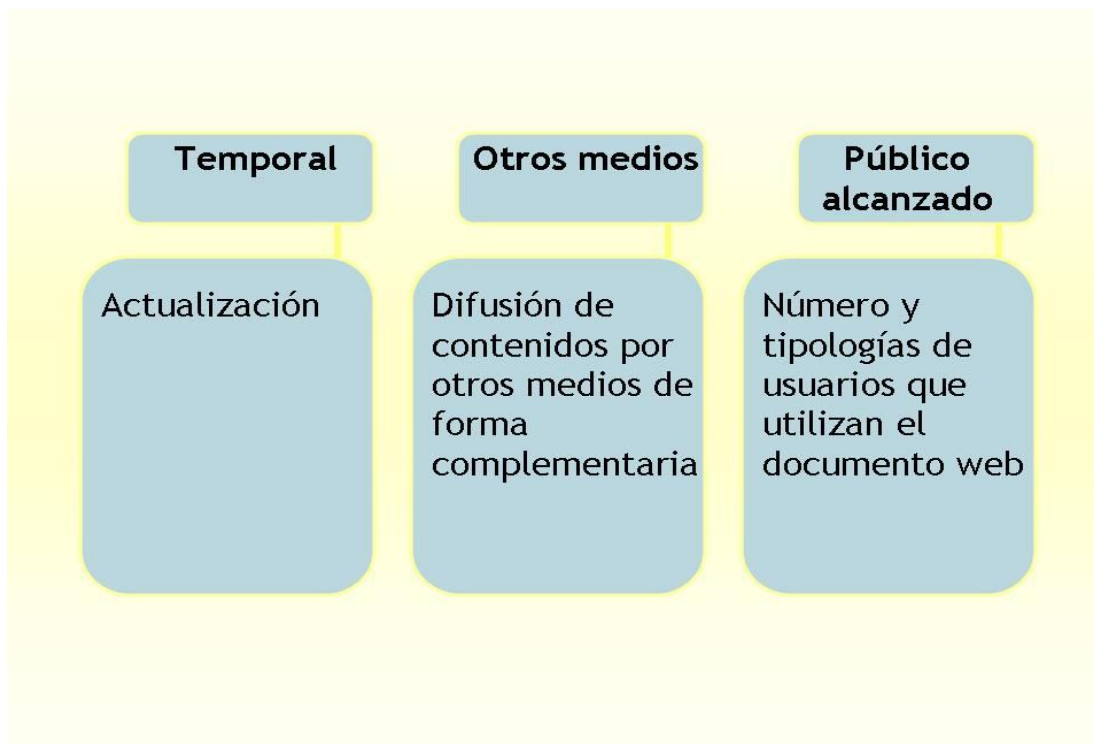 Temporal
Actualización
Otros medios
Difusión de
contenidos por
otros medios de
forma
complementaria
Público
alcanzado
Número y
tipologías de
usuarios que
utilizan el
documento web